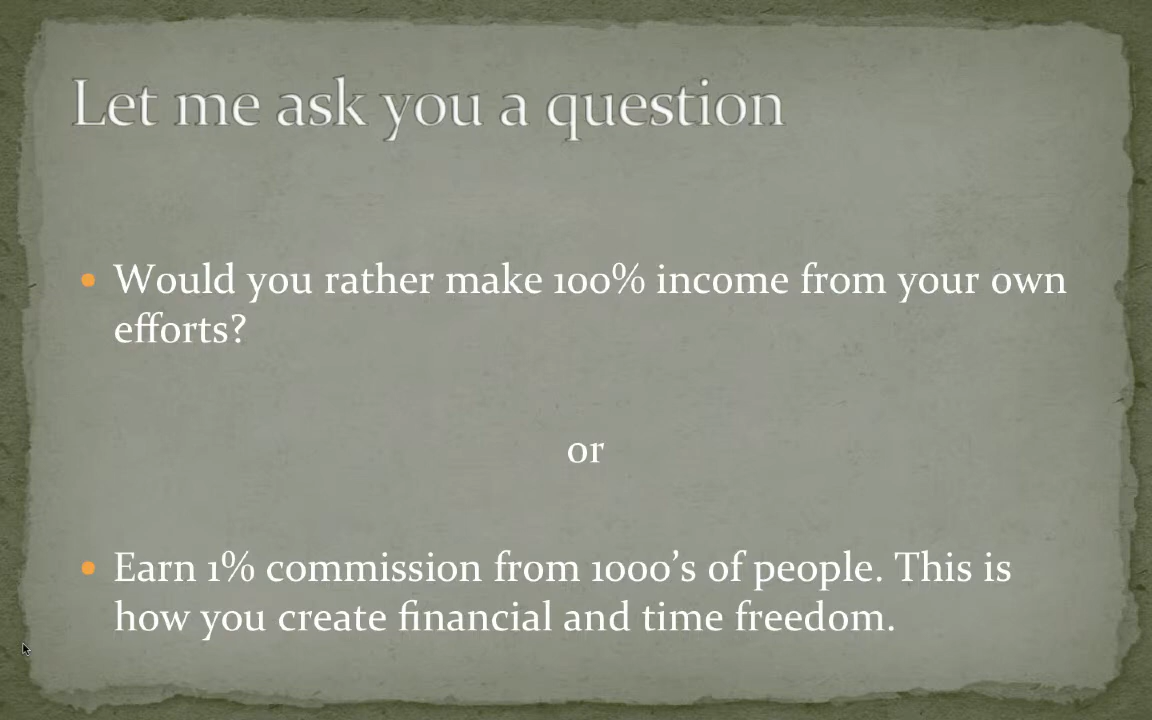 Let me ask you a question
Would you rather make 100% income from your own
efforts?
or
Earn 1% commission from 1000’s of people. This is
how you create financial and time freedom.